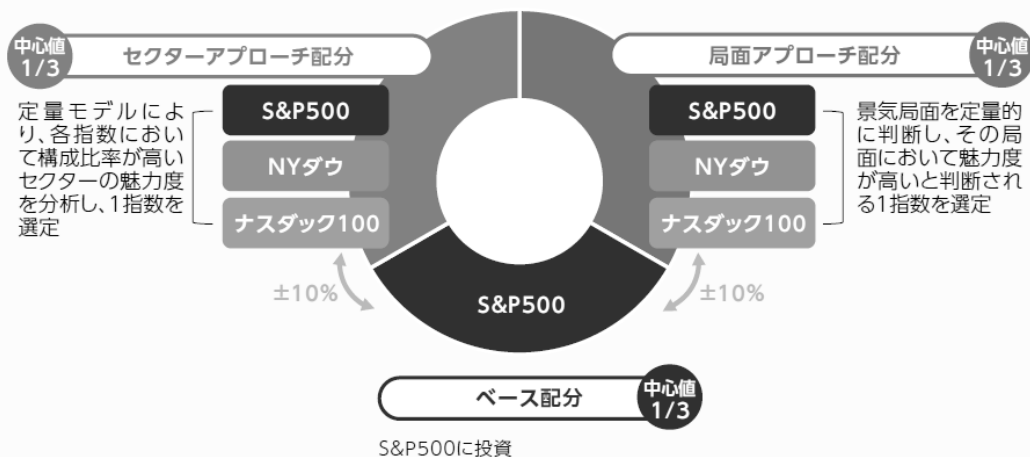 中心値
1/3
セクターアプローチ配分
定量モデルによ
り、各指数におい
て構成比率が高い
セクターの魅力度
を分析し、1指数を
選定
S&P500
NYダウ
ナスダック100
±10%
局面アプローチ配分
中心値
1/3
S&P500
NYダウ
ナスダック100
景気局面を定量的
に判断し、その局
面において魅力度
が高いと判断され
る1指数を選定
±10%
S&P500
ベース配分
中心値
1/3
S&P500に投資